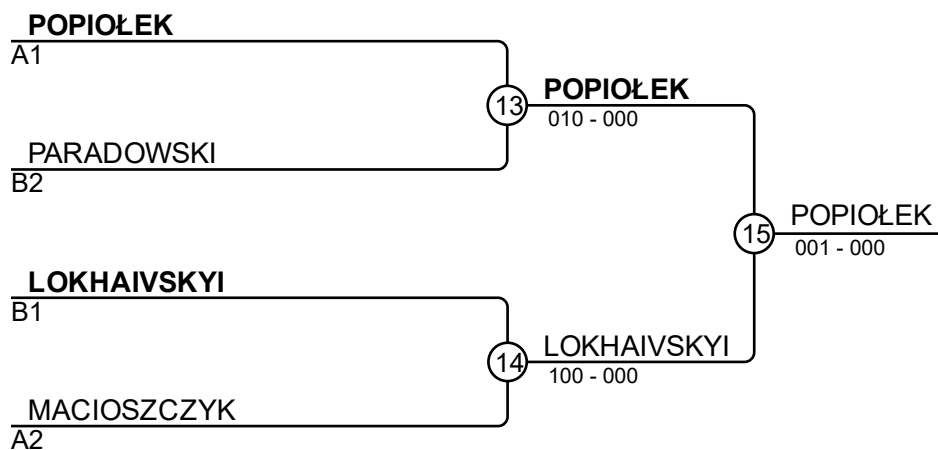 POPIOŁEK
A1
13
POPIOŁEK
010 - 000
PARADOWSKI
B2
15
POPIOŁEK
001 - 000
LOKHAIVSKYI
B1
14
LOKHAIVSKYI
100 - 000
MACIOSZCZYK
A2